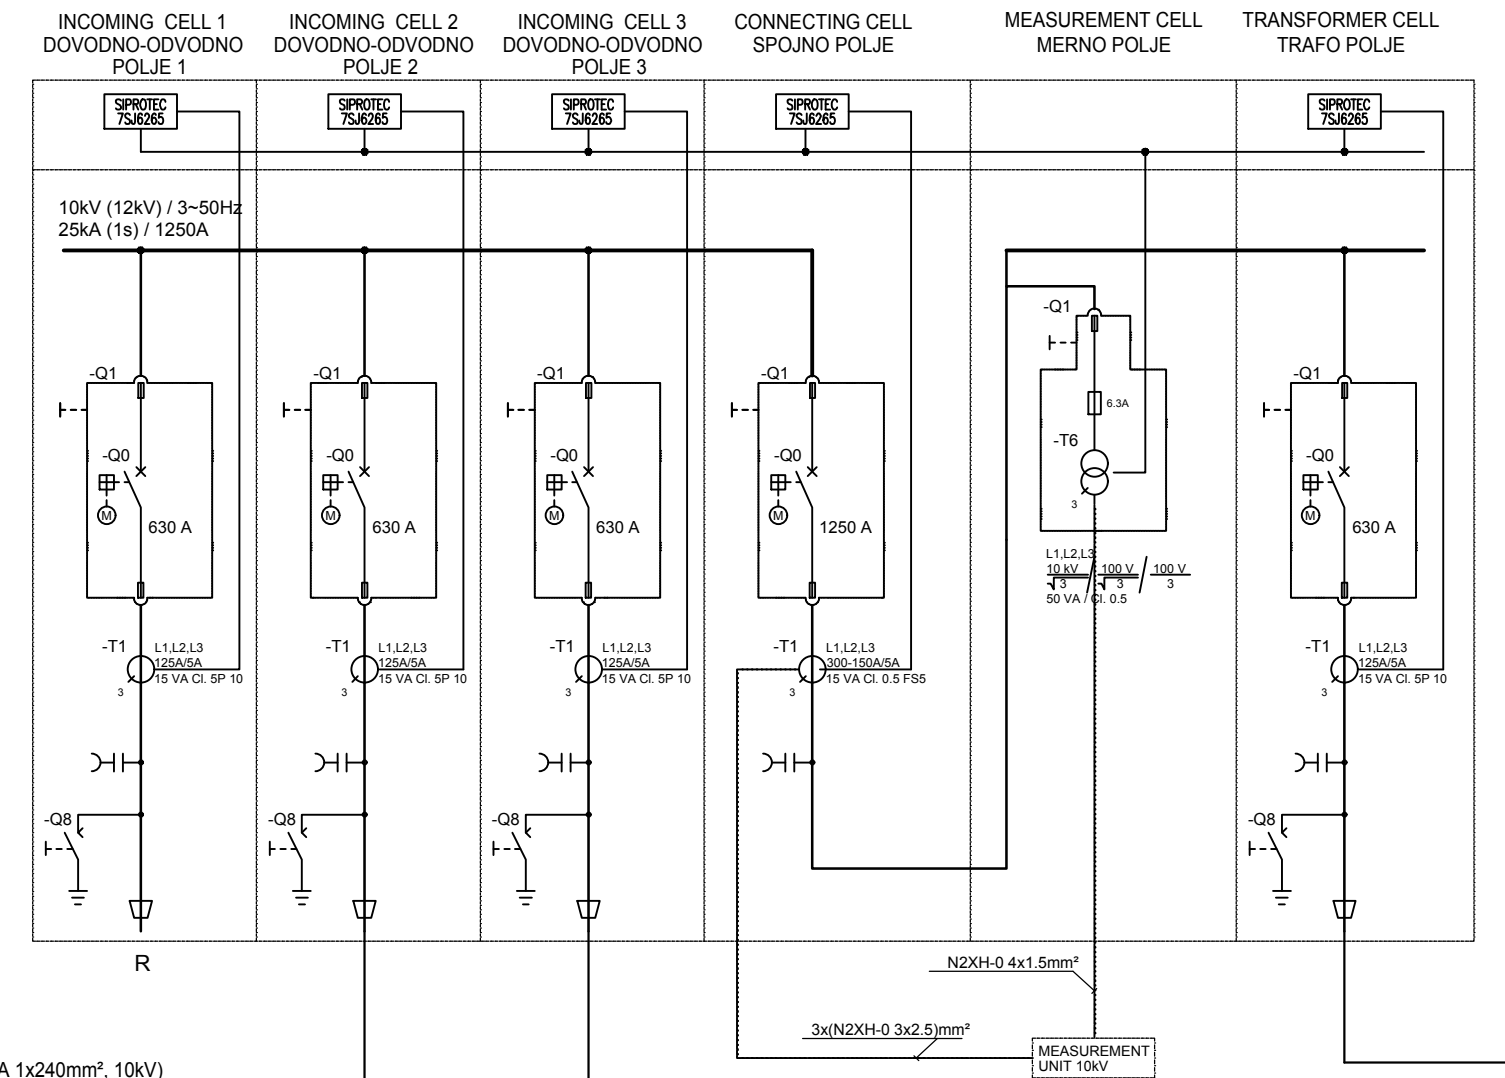 INCOMING CELL 1
DOVODNO-ODVODNO
POLJE 1
INCOMING CELL 2
DOVODNO-ODVODNO
POLJE 2
INCOMING CELL 3
DOVODNO-ODVODNO
POLJE 3
CONNECTING CELL
SPOJNO POLJE
MEASUREMENT CELL
MERNO POLJE
TRANSFORMER CELL
TRAFO POLJE
SIPROTEC
7SJ6265
SIPROTEC
7SJ6265
SIPROTEC
7SJ6265
SIPROTEC
7SJ6265
SIPROTEC
7SJ6265
10kV (12kV) / 3~50Hz
25kA (1s) / 1250A
-Q1
-Q0
M
630 A
-T1
L1,L2,L3
125A/5A
15 VA Cl. 5P 10
3
-Q8
R
-Q1
-Q0
M
630 A
-T1
L1,L2,L3
125A/5A
15 VA Cl. 5P 10
3
-Q8
-Q1
-Q0
M
630 A
-T1
L1,L2,L3
125A/5A
15 VA Cl. 5P 10
3
-Q8
-Q1
-Q0
M
1250 A
-T1
L1,L2,L3
300-150A/5A
15 VA Cl. 0.5 FS5
3
-Q1
6.3A
-T6
3
L1,L2,L3
10 kV / 100 V / 100 V
√3 √3 3
50 VA / Cl. 0.5
-Q1
-Q0
M
630 A
-T1
L1,L2,L3
125A/5A
15 VA Cl. 5P 10
3
-Q8
N2XH-0 4x1.5mm²
3x(N2XH-0 3x2.5)mm²
MEASUREMENT
UNIT 10kV
A 1x240mm², 10kV)